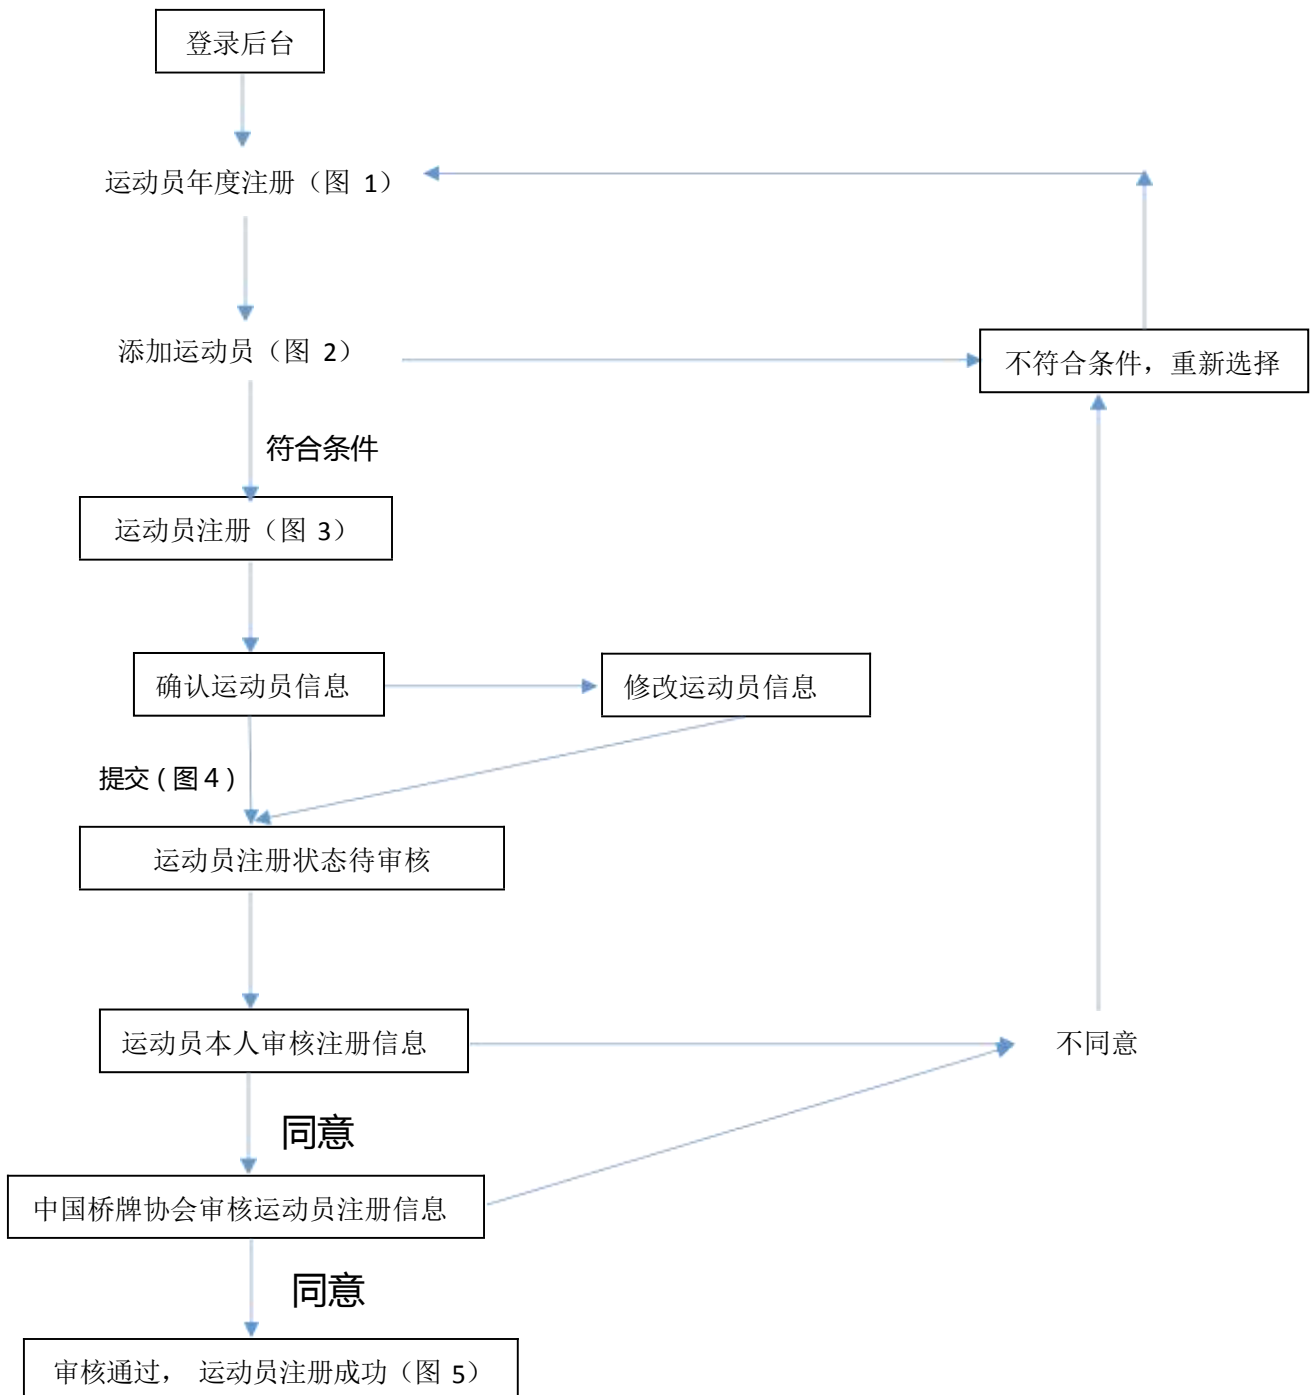 登录后台
运动员年度注册（图 1）
添加运动员（图 2）
不符合条件，重新选择
符合条件
运动员注册（图 3）
确认运动员信息
修改运动员信息
提交（图4）
运动员注册状态待审核
运动员本人审核注册信息
不同意
同意
中国桥牌协会审核运动员注册信息
同意
审核通过， 运动员注册成功（图 5）